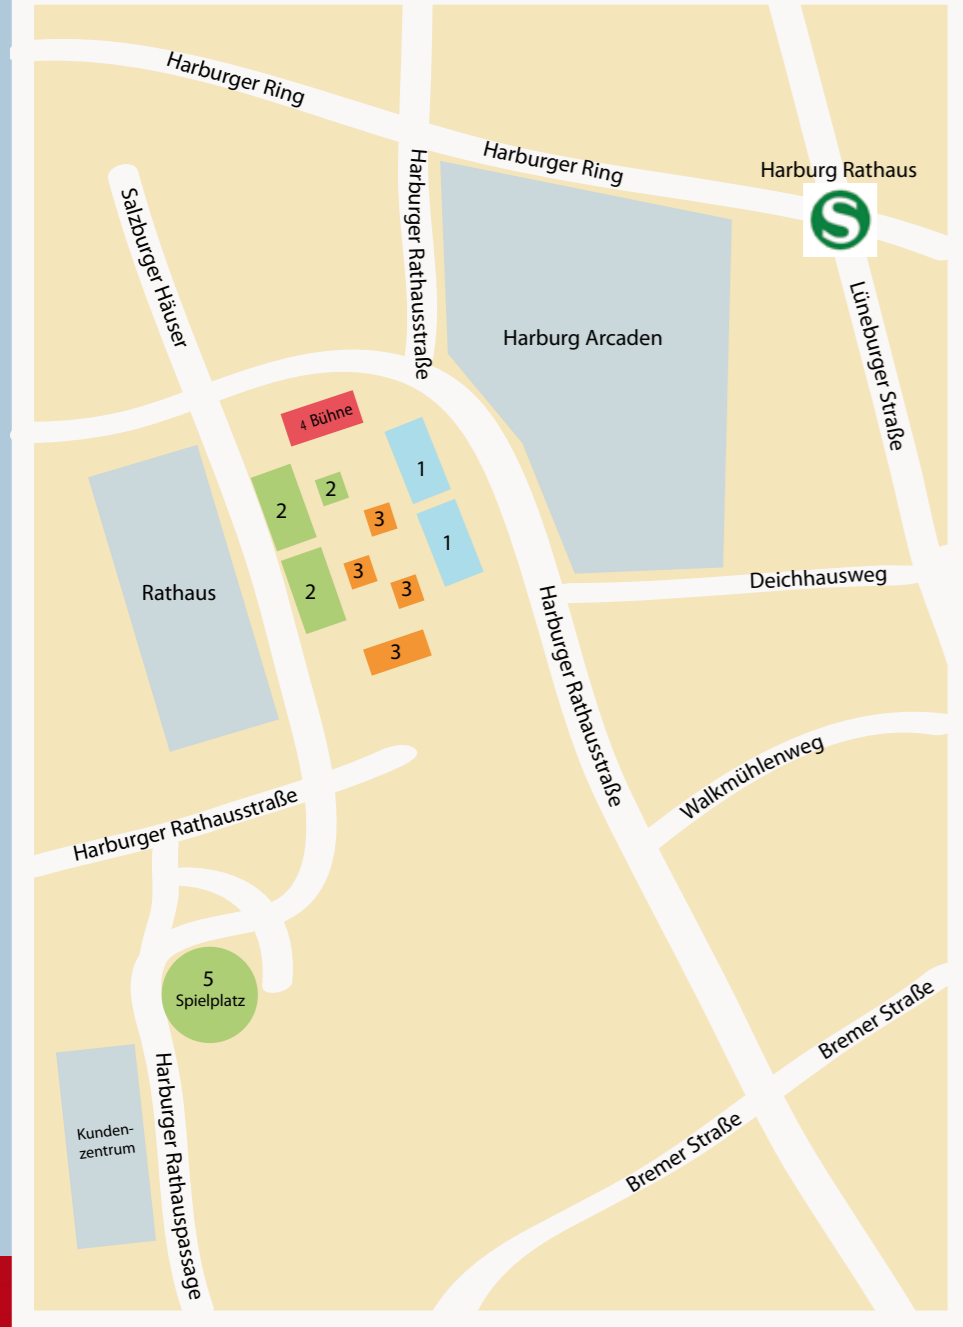 Harburger Ring
Harburger Ring
Harburg Rathaus
S
Harburger Rathausstraße
Salzburger Häuser
Lüneburger Straße
Harburg Arcaden
4 Bühne
1
2
2
3
1
3
3
2
Rathaus
3
Deichhausweg
Harburger Rathausstraße
Walkmühlenweg
Harburger Rathausstraße
5
Spielplatz
Bremer Straße
Bremer Straße
Kunden-
zentrum
Harburger Rathauspassage